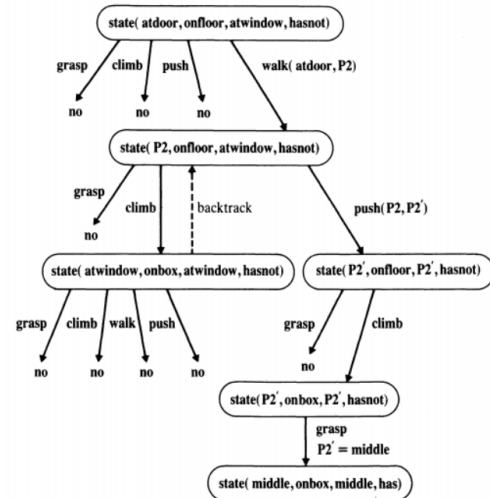 state( atdoor, onfloor, atwindow, hasnot)
grasp climb push walk( atdoor, P2)
no no no
state( P2, onfloor, atwindow, hasnot)
grasp climb backtrack push(P2, P2′)
no
state( atwindow, onbox, atwindow, hasnot) state( P2′, onfloor, P2′, hasnot)
grasp climb walk push grasp climb
no no no no no
state( P2′, onbox, P2′, hasnot)
grasp
P2′ = middle
state( middle, onbox, middle, has)